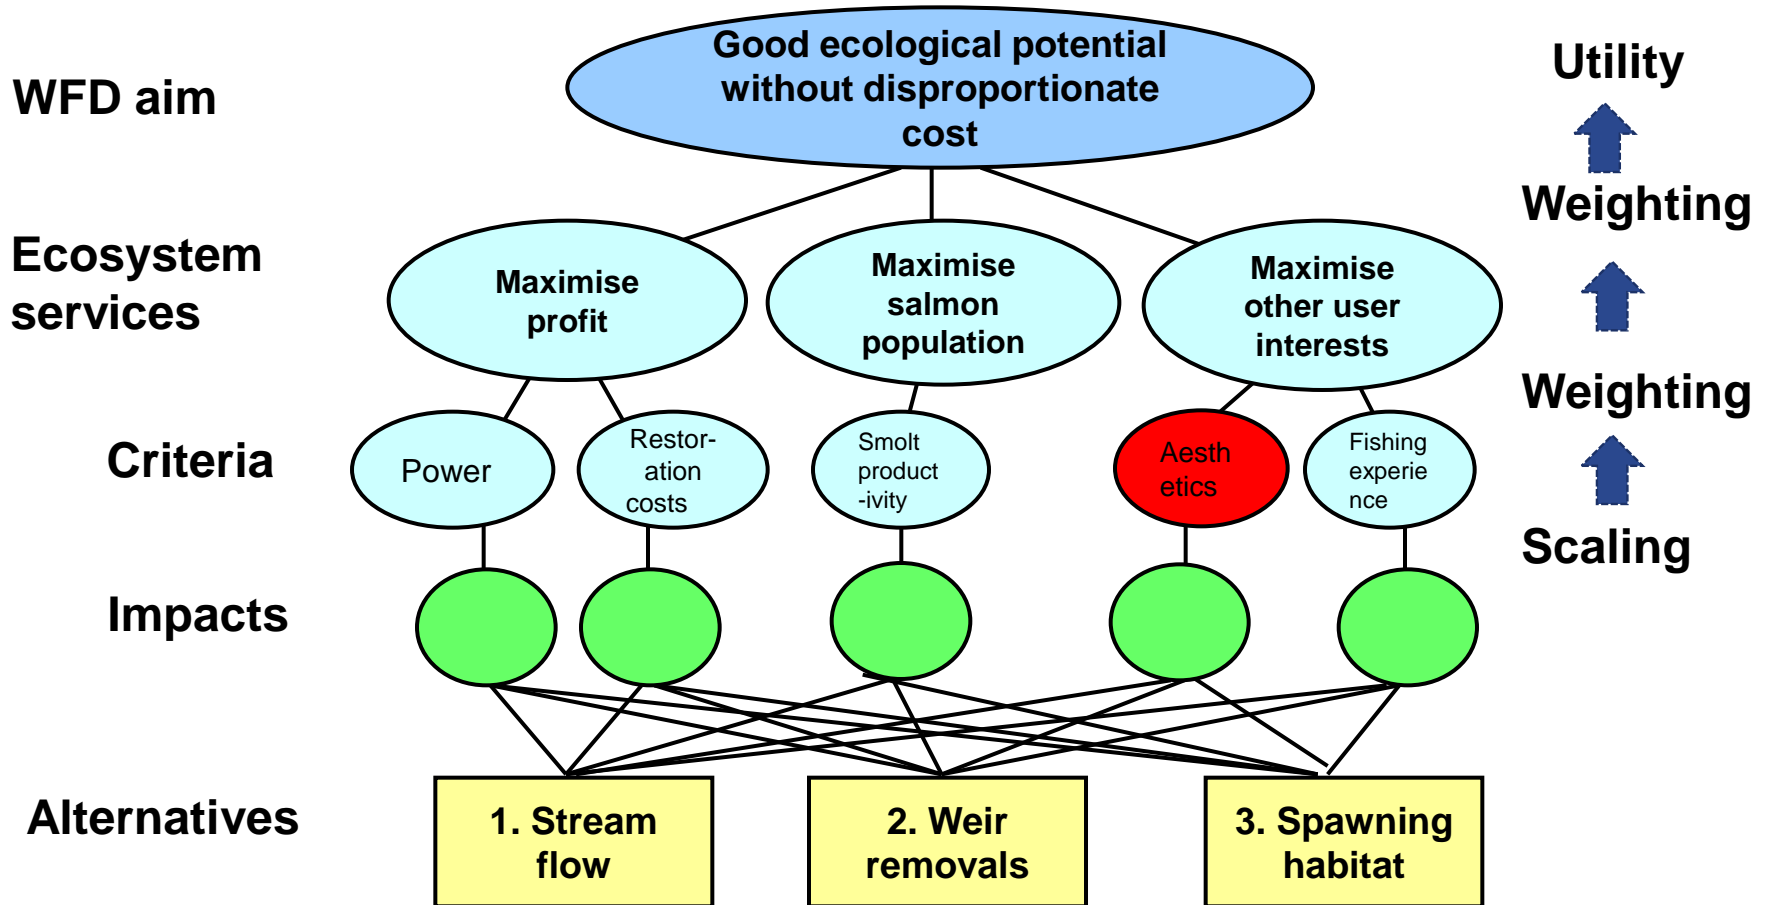 Good ecological potential
without disproportionate
cost
Utility
WFD aim
Weighting
Ecosystem
services
Maximise
profit
Maximise
salmon
population
Maximise
other user
interests
Weighting
Criteria
Power
Restor-
ation
costs
Smolt
product
-ivity
Aesth
etics
Fishing
experie
nce
Scaling
Impacts
Alternatives
1. Stream
flow
2. Weir
removals
3. Spawning
habitat